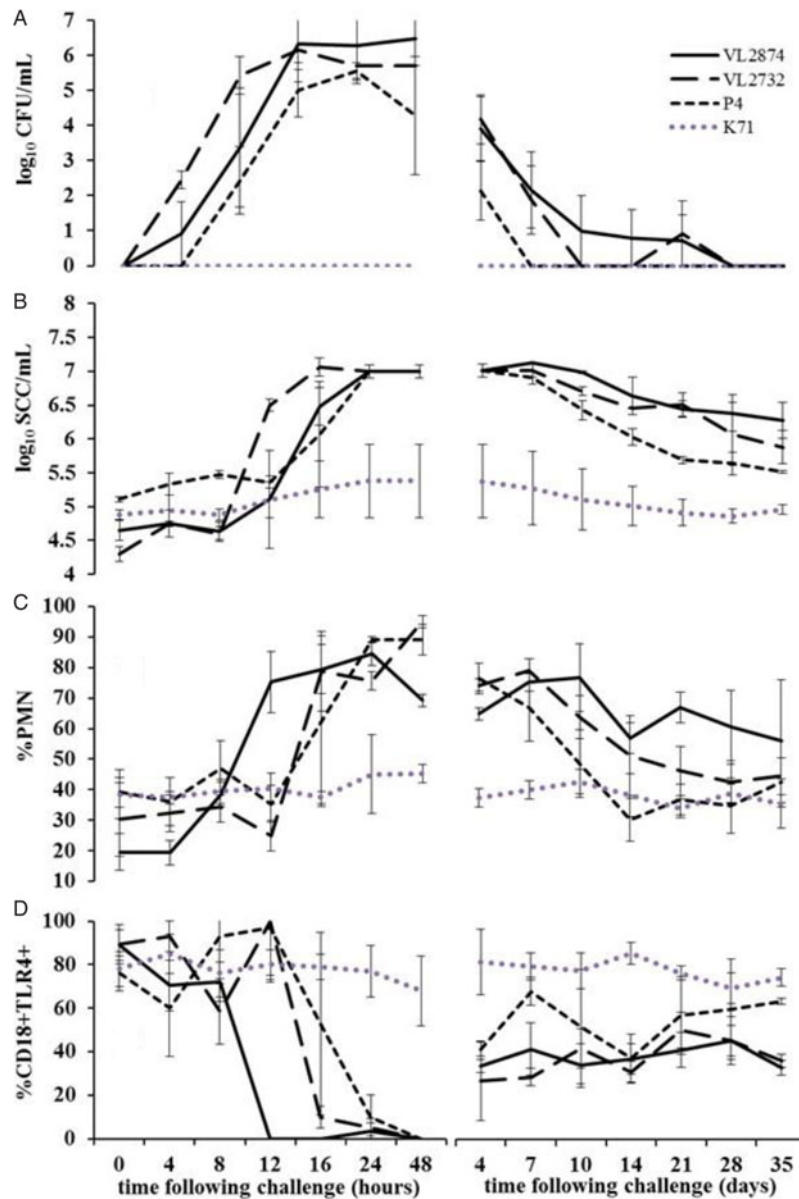 A
7
6
5
4
3
2
1
0
log10 CFU/mL
VL2874
VL2732
P4
K71
B
8
7.5
7
6.5
6
5.5
5
4.5
4
log10 SCC/mL
C
100
90
80
70
60
50
40
30
20
10
%PMN
D
100
80
60
40
20
0
%CD18+TLR4+
0 4 8 12 16 24 48
4 7 10 14 21 28 35
time following challenge (hours)
time following challenge (days)